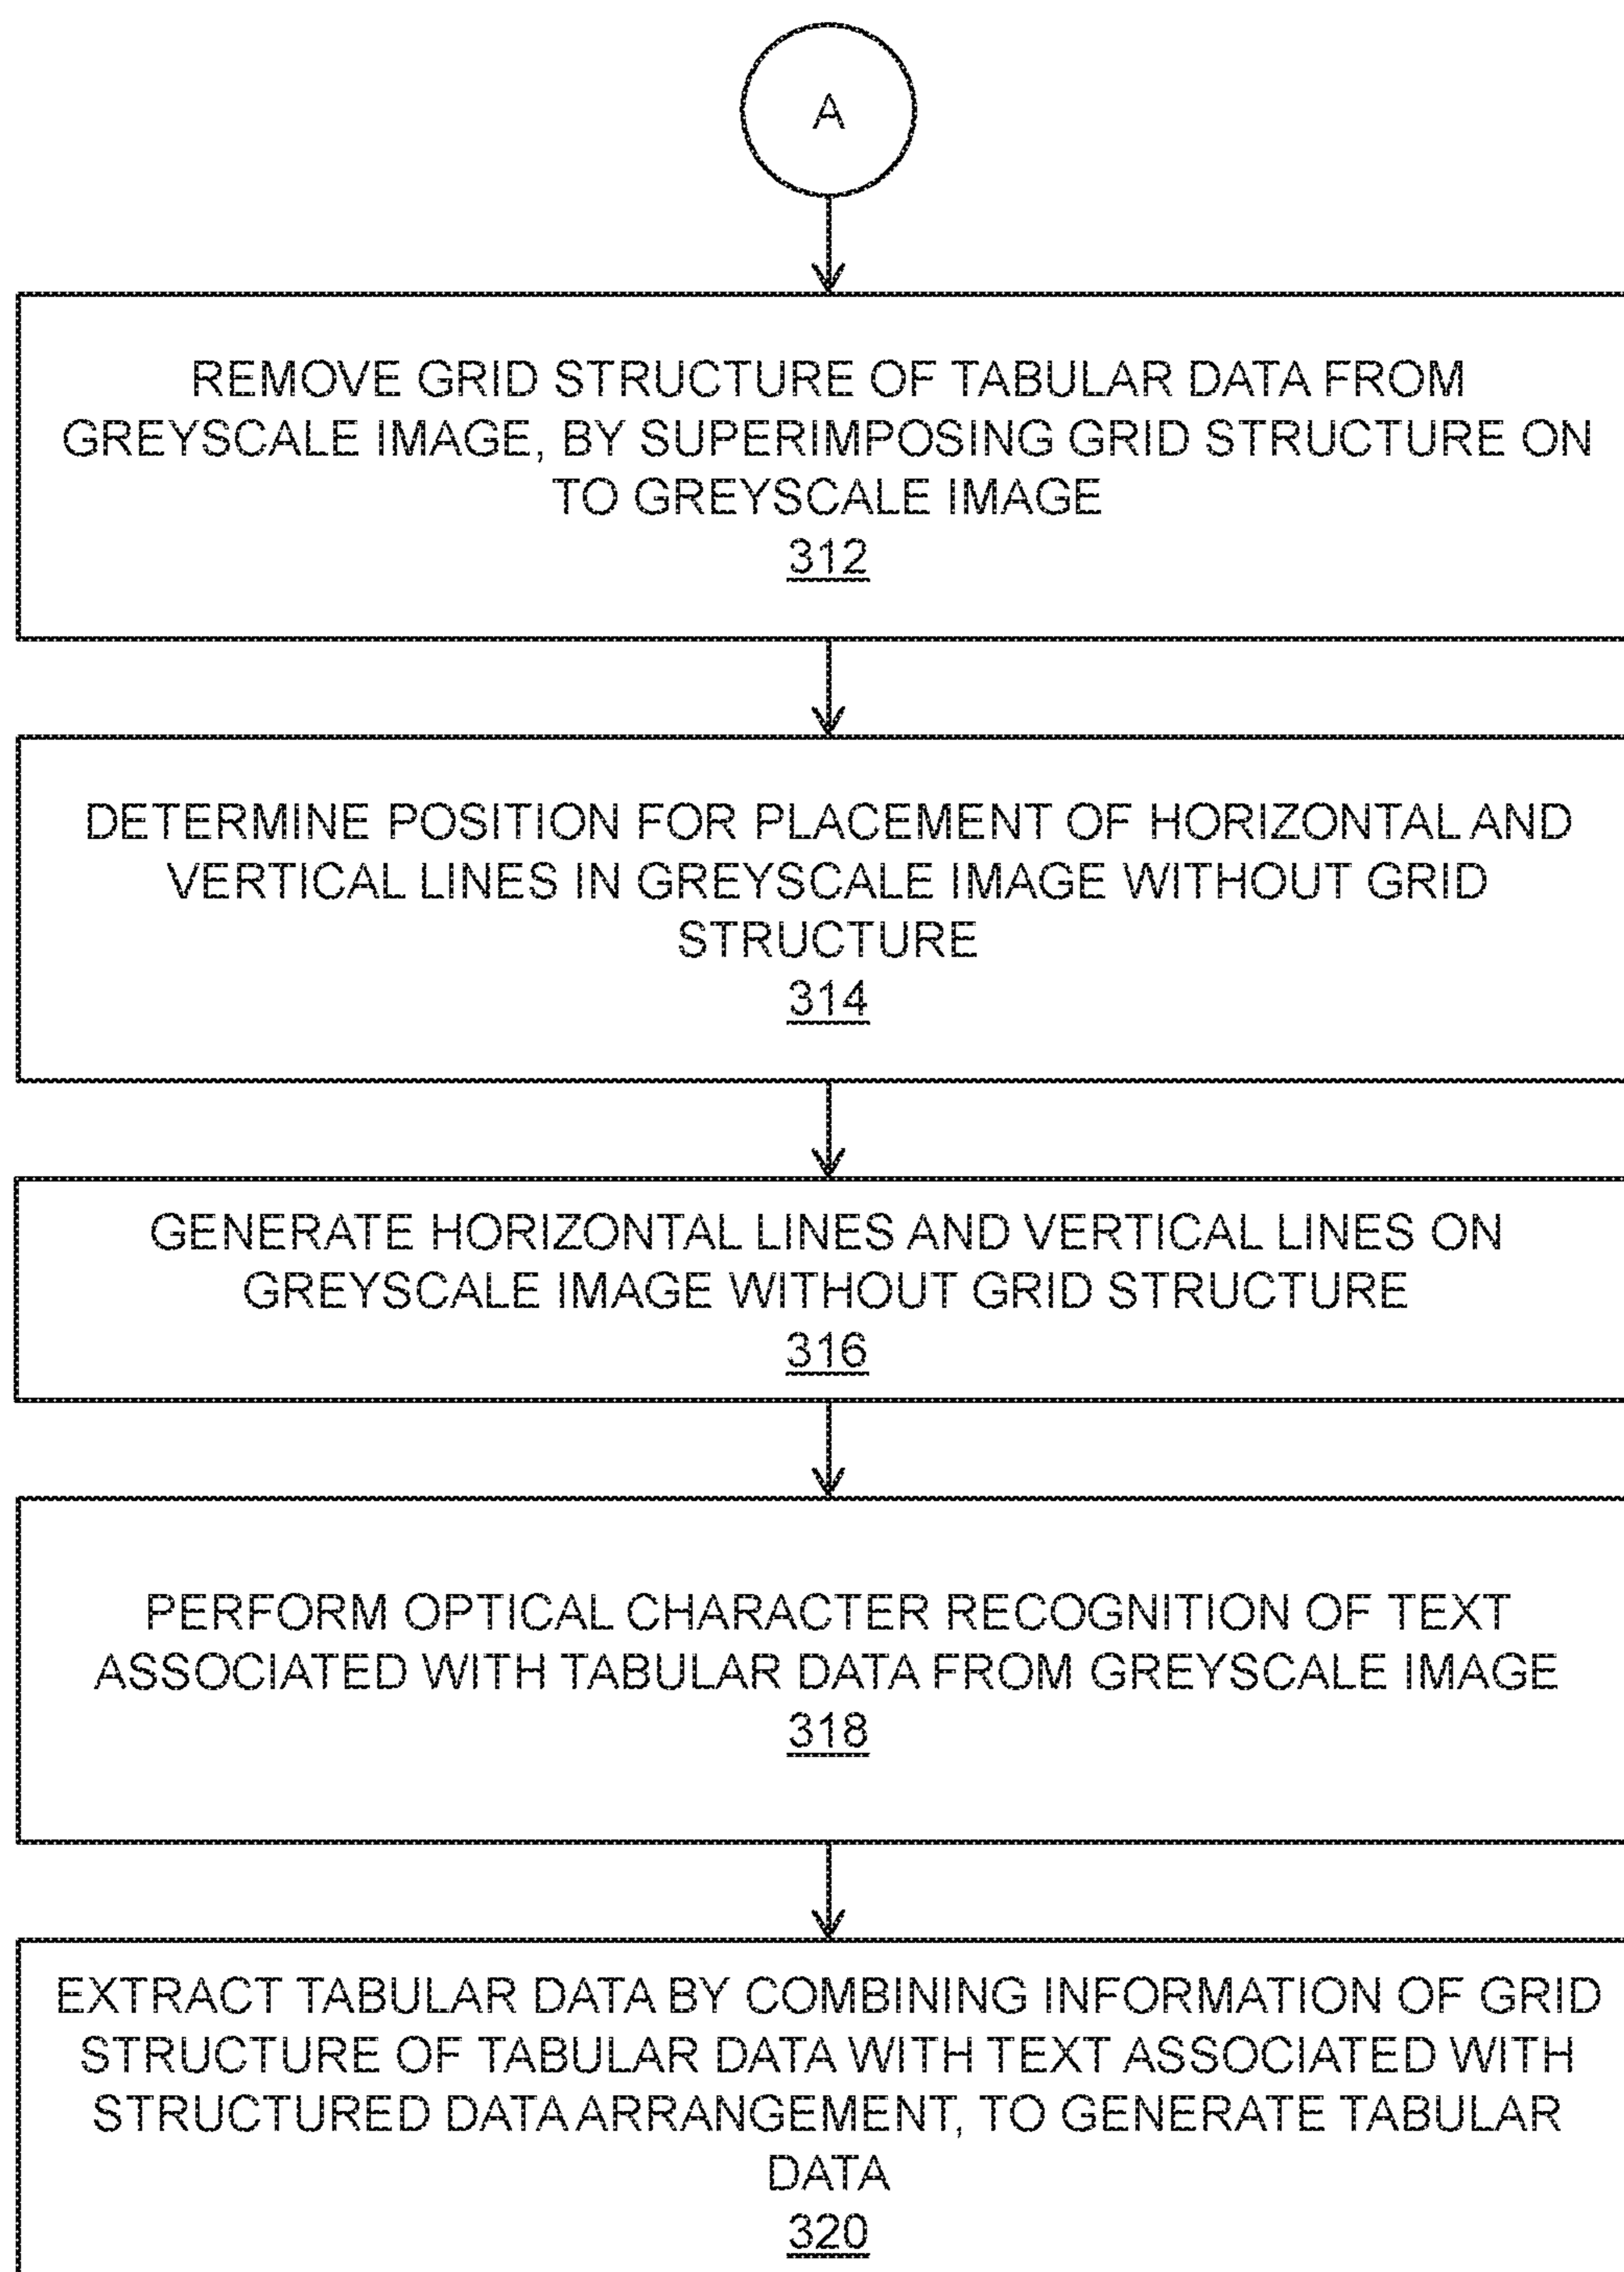 A
REMOVE GRID STRUCTURE OF TABULAR DATA FROM
GREYSCALE IMAGE, BY SUPERIMPOSING GRID STRUCTURE ON
TO GREYSCALE IMAGE
312
DETERMINE POSITION FOR PLACEMENT OF HORIZONTAL AND
VERTICAL LINES IN GREYSCALE IMAGE WITHOUT GRID
STRUCTURE
314
GENERATE HORIZONTAL LINES AND VERTICAL LINES ON
GREYSCALE IMAGE WITHOUT GRID STRUCTURE
316
PERFORM OPTICAL CHARACTER RECOGNITION OF TEXT
ASSOCIATED WITH TABULAR DATA FROM GREYSCALE IMAGE
318
EXTRACT TABULAR DATA BY COMBINING INFORMATION OF GRID
STRUCTURE OF TABULAR DATA WITH TEXT ASSOCIATED WITH
STRUCTURED DATA ARRANGEMENT, TO GENERATE TABULAR
DATA
320